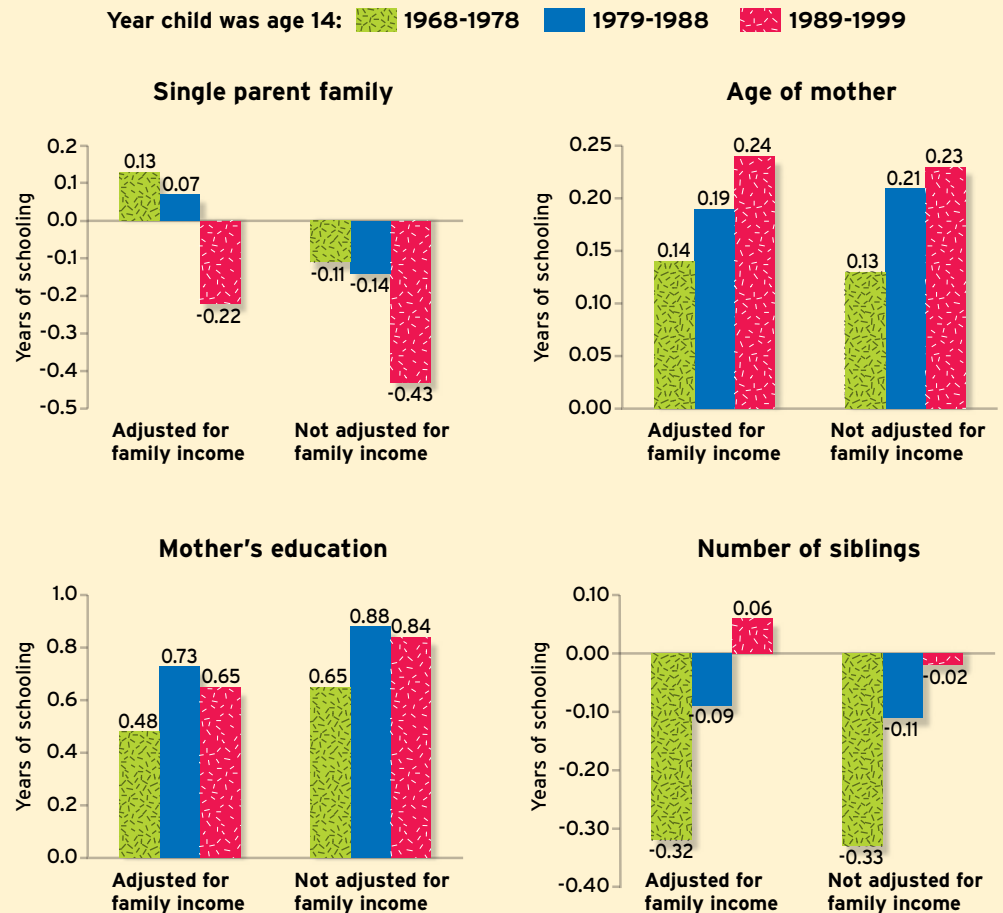 Year child was age 14: 1968-1978 1979-1988 1989-1999
Single parent family
Years of schooling
0.2
0.1
0.0
-0.1
-0.2
-0.3
-0.4
-0.5
0.13
0.07
-0.22
-0.11
-0.14
-0.43
Adjusted for
family income
Not adjusted for
family income
Age of mother
Years of schooling
0.25
0.20
0.15
0.10
0.05
0.00
0.14
0.19
0.24
0.13
0.21
0.23
Adjusted for
family income
Not adjusted for
family income
Mother's education
Years of schooling
1.0
0.8
0.6
0.4
0.2
0.0
0.48
0.73
0.65
0.65
0.88
0.84
Adjusted for
family income
Not adjusted for
family income
Number of siblings
Years of schooling
0.10
0.00
-0.10
-0.20
-0.30
-0.40
-0.32
-0.09
0.06
-0.33
-0.11
-0.02
Adjusted for
family income
Not adjusted for
family income